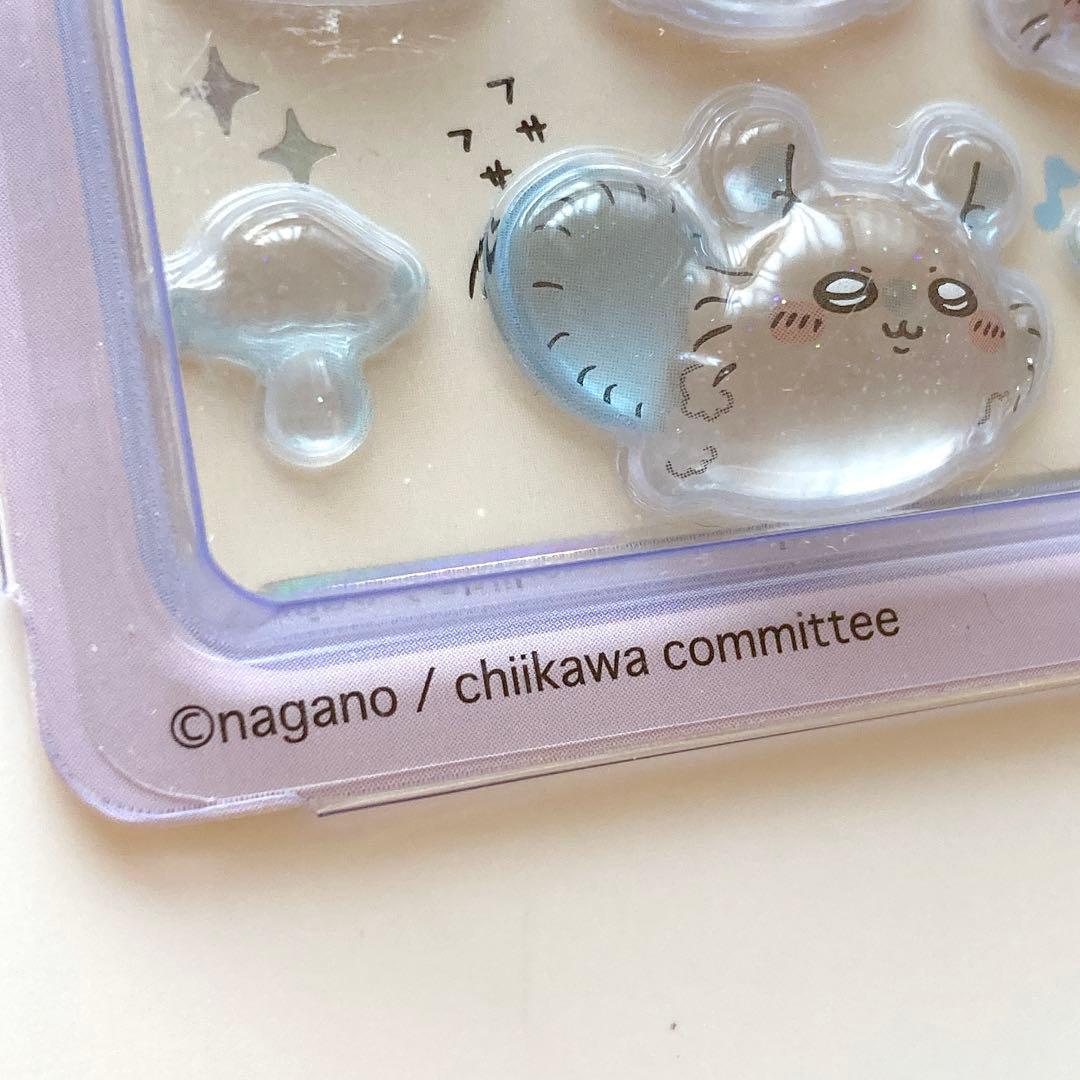 ㄱ ㅋ
ㄱ ㅋ
©nagano / chiikawa committee